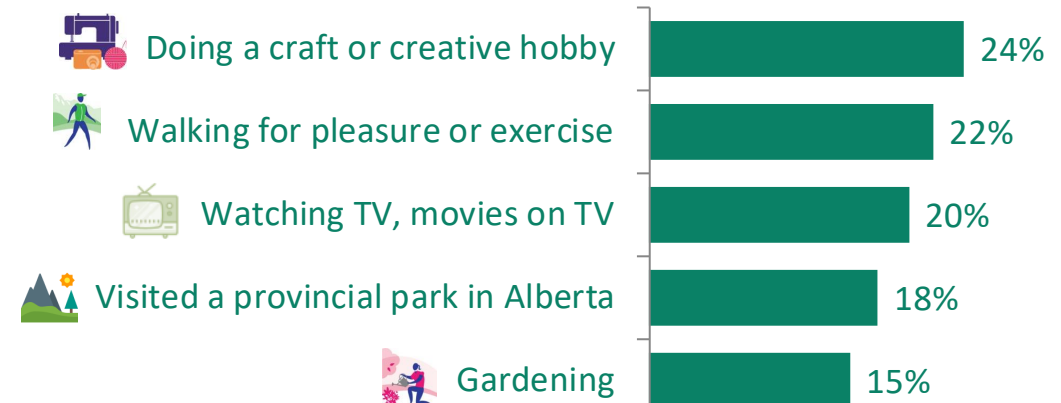 Doing a craft or creative hobby 24%
Walking for pleasure or exercise 22%
Watching TV, movies on TV 20%
Visited a provincial park in Alberta 18%
Gardening 15%